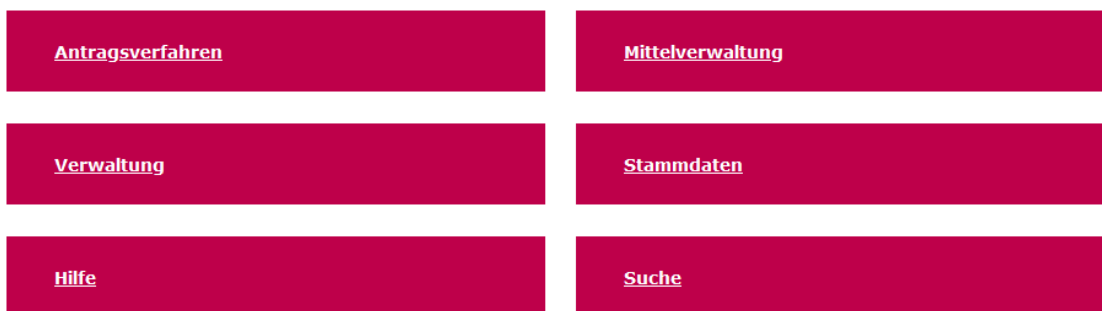 Antragsverfahren
Mittelverwaltung
Verwaltung
Stammdaten
Hilfe
Suche